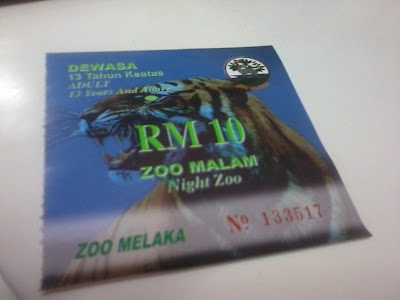 DEWASA
13 Tahun Keatas
ADULT
13 Years And Above
RM 10
ZOO MALAM
Night Zoo
ZOO MELAKA
No. 133517